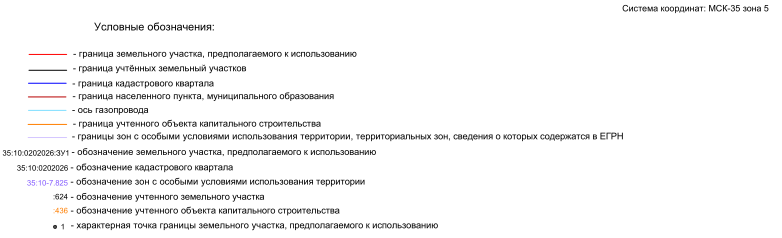 Система координат: МСК-35 зона 5
Условные обозначения:
- граница земельного участка, предполагаемого к использованию
- граница учтённых земельный участков
- граница кадастрового квартала
- граница населенного пункта, муниципального образования
- ось газопровода
- граница учтенного объекта капитального строительства
- границы зон с особыми условиями использования территории, территориальных зон, сведения о которых содержатся в ЕГРН
35:10:0202026:ЗУ1 - обозначение земельного участка, предполагаемого к использованию
35:10:0202026 - обозначение кадастрового квартала
35:10-7.825 - обозначение зон с особыми условиями использования территории
:624 - обозначение учтенного земельного участка
:436 - обозначение учтенного объекта капитального строительства
1 - характерная точка границы земельного участка, предполагаемого к использованию